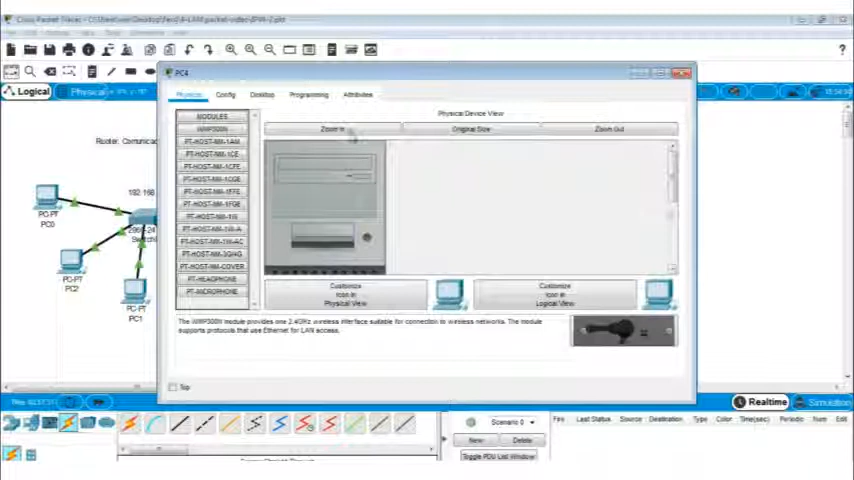 PC4
Logical
Physical
Physical
Config
Desktop
Programming
Attributes
MODULES
WMP300N
PT-HOST-NM-1AM
PT-HOST-NM-1CE
PT-HOST-NM-1CFE
PT-HOST-NM-1CGE
PT-HOST-NM-1FFE
PT-HOST-NM-1FGE
PT-HOST-NM-1W
PT-HOST-NM-1W-A
PT-HOST-NM-1W-AC
PT-HOST-NM-3G/4G
PT-HOST-NM-COVER
PT-HEADPHONE
PT-MICROPHONE
Physical Device View
Zoom In
Original Size
Zoom Out
Customize
Icon in
Physical View
Customize
Icon in
Logical View
The WMP300N module provides one 2.4GHz wireless interface suitable for connection to wireless networks. The module
supports protocols that use Ethernet for LAN access.
Top
192.168
PC-PT
PC0
PC-PT
PC2
PC-PT
PC1
Realtime
Simulation
Scenario 0
New
Delete
Toggle PDU List Window
Fire
Last Status
Source
Destination
Type
Color
Time(sec)
Periodic
Num
Edit